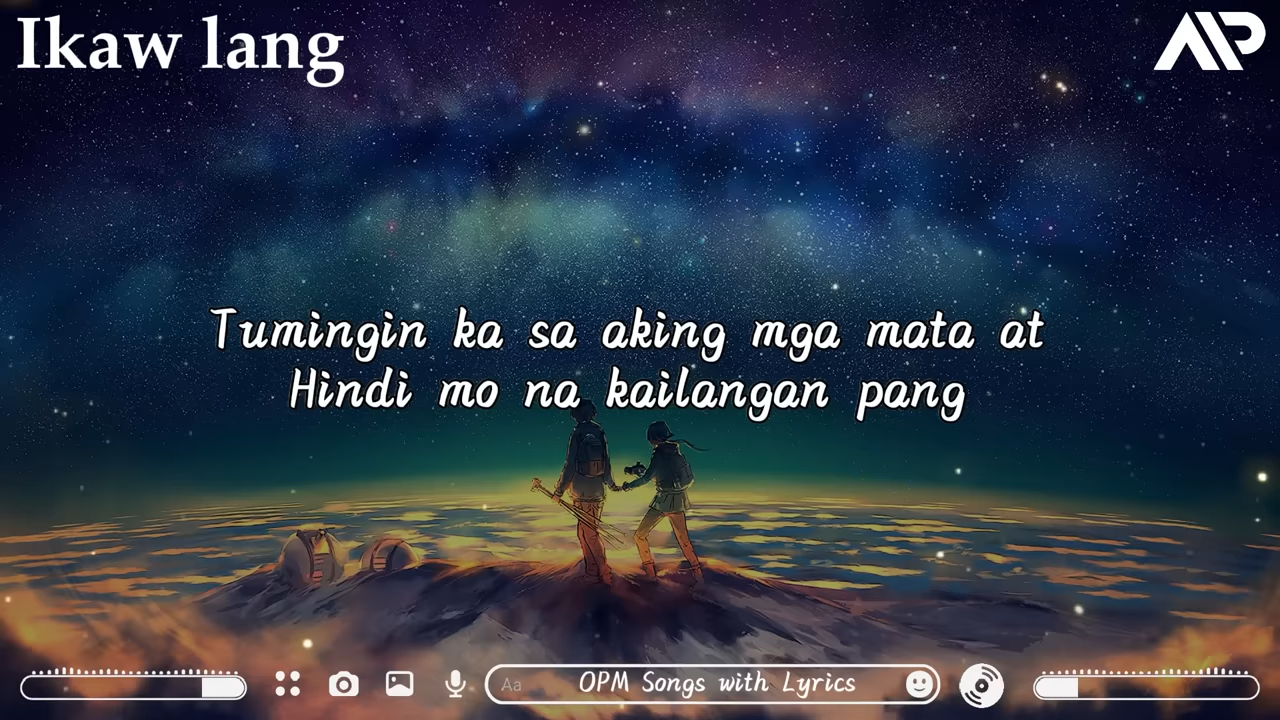 Ikaw lang
AIP
Tumingin ka sa aking mga mata at
Hindi mo na kailangan pang
Aa
OPM Songs with Lyrics